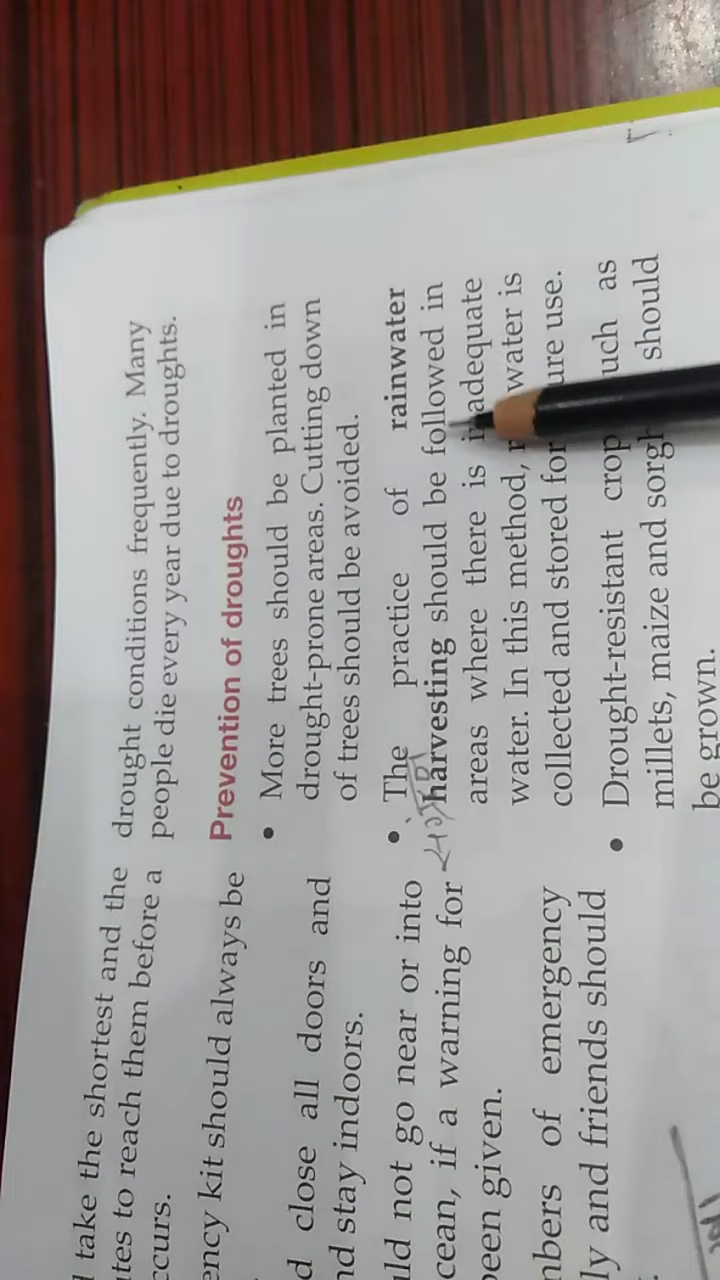 d take the shortest and the
tes to reach them before a
ccurs.
ency kit should always be
d close all doors and
nd stay indoors.
uld not go near or into
cean, if a warning for
been given.
nbers of emergency
ly and friends should
drought conditions frequently. Many
people die every year due to droughts.
Prevention of droughts
• More trees should be planted in
drought-prone areas. Cutting down
of trees should be avoided.
• The practice of rainwater
harvesting should be followed in
areas where there is inadequate
water. In this method, water is
collected and stored for ure use.
• Drought-resistant crop uch as
millets, maize and sorgh should
be grown.